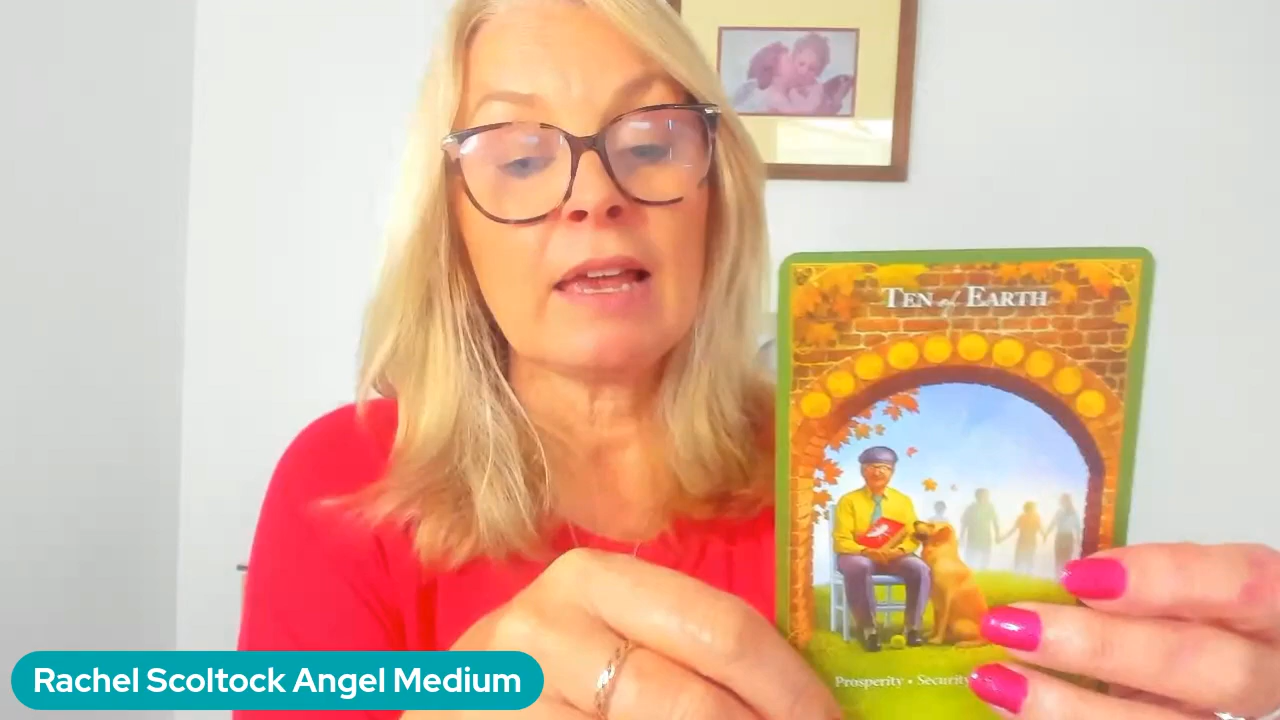 TEN of EARTH
Prosperity • Security
Rachel Scoltock Angel Medium